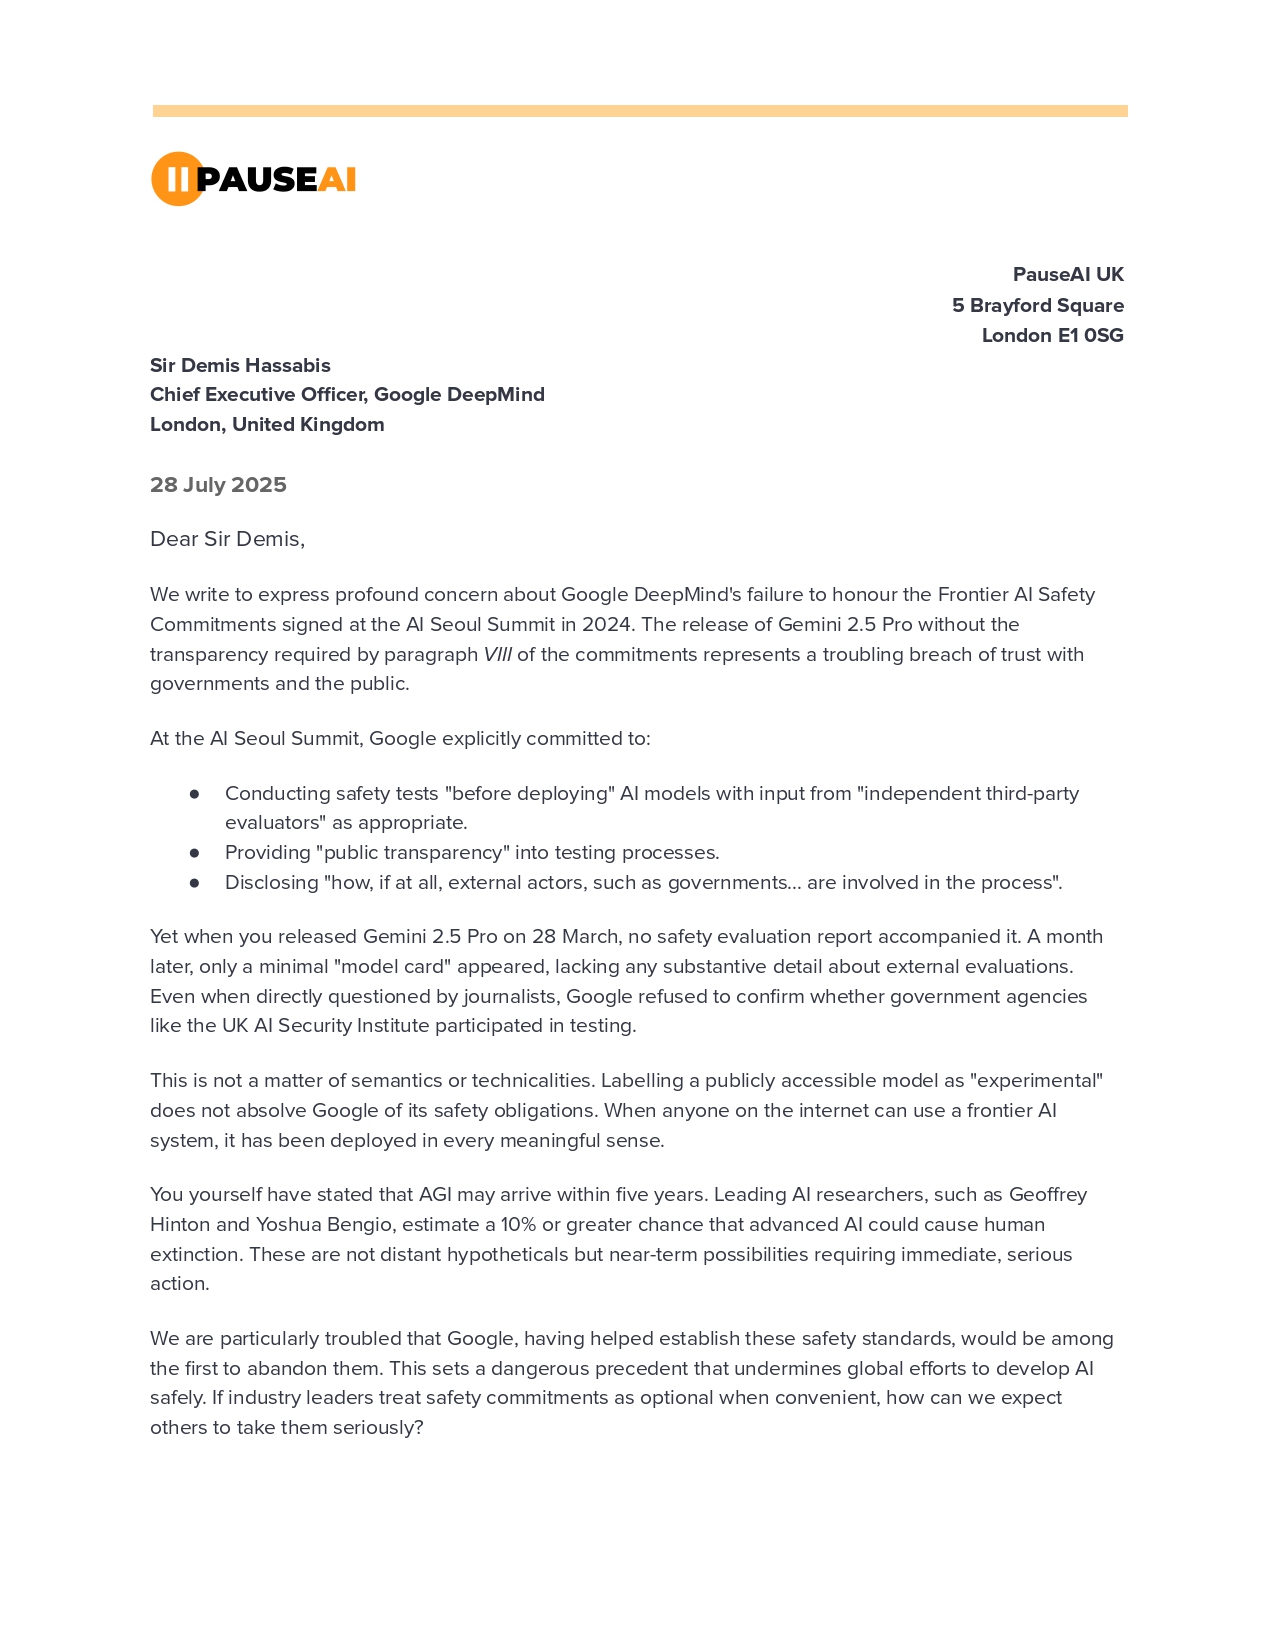 PAUSEAI
PauseAI UK
5 Brayford Square
London E1 0SG
Sir Demis Hassabis
Chief Executive Officer, Google DeepMind
London, United Kingdom
28 July 2025
Dear Sir Demis,
We write to express profound concern about Google DeepMind's failure to honour the Frontier AI Safety
Commitments signed at the AI Seoul Summit in 2024. The release of Gemini 2.5 Pro without the
transparency required by paragraph VIII of the commitments represents a troubling breach of trust with
governments and the public.
At the AI Seoul Summit, Google explicitly committed to:
● Conducting safety tests "before deploying" AI models with input from "independent third-party
evaluators" as appropriate.
● Providing "public transparency" into testing processes.
● Disclosing "how, if at all, external actors, such as governments... are involved in the process".
Yet when you released Gemini 2.5 Pro on 28 March, no safety evaluation report accompanied it. A month
later, only a minimal "model card" appeared, lacking any substantive detail about external evaluations.
Even when directly questioned by journalists, Google refused to confirm whether government agencies
like the UK AI Security Institute participated in testing.
This is not a matter of semantics or technicalities. Labelling a publicly accessible model as "experimental"
does not absolve Google of its safety obligations. When anyone on the internet can use a frontier AI
system, it has been deployed in every meaningful sense.
You yourself have stated that AGI may arrive within five years. Leading AI researchers, such as Geoffrey
Hinton and Yoshua Bengio, estimate a 10% or greater chance that advanced AI could cause human
extinction. These are not distant hypotheticals but near-term possibilities requiring immediate, serious
action.
We are particularly troubled that Google, having helped establish these safety standards, would be among
the first to abandon them. This sets a dangerous precedent that undermines global efforts to develop AI
safely. If industry leaders treat safety commitments as optional when convenient, how can we expect
others to take them seriously?